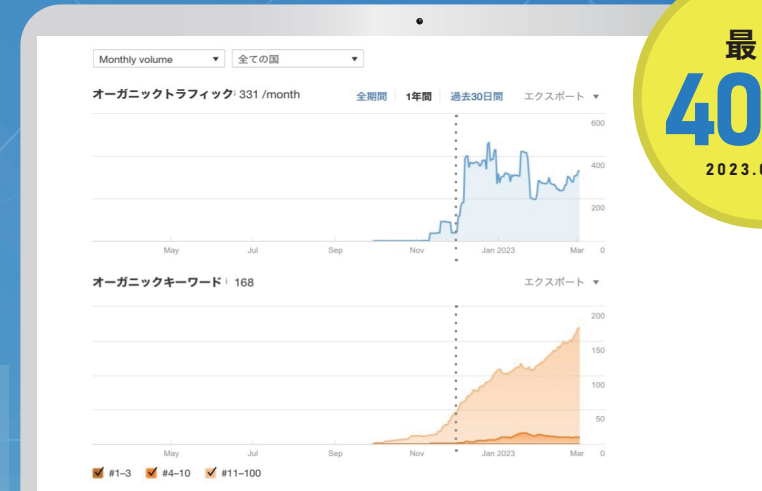 Monthly volume ▼ 全ての国 ▼
オーガニックトラフィック i 331 /month 全期間 1年間 過去30日間 エクスポート ▼
600
400
200
May Jul Sep Nov Jan 2023 Mar 0
オーガニックキーワード i 168 エクスポート ▼
200
150
100
50
May Jul Sep Nov Jan 2023 Mar 0
#1–3 #4–10 #11–100
最
40
2023.0